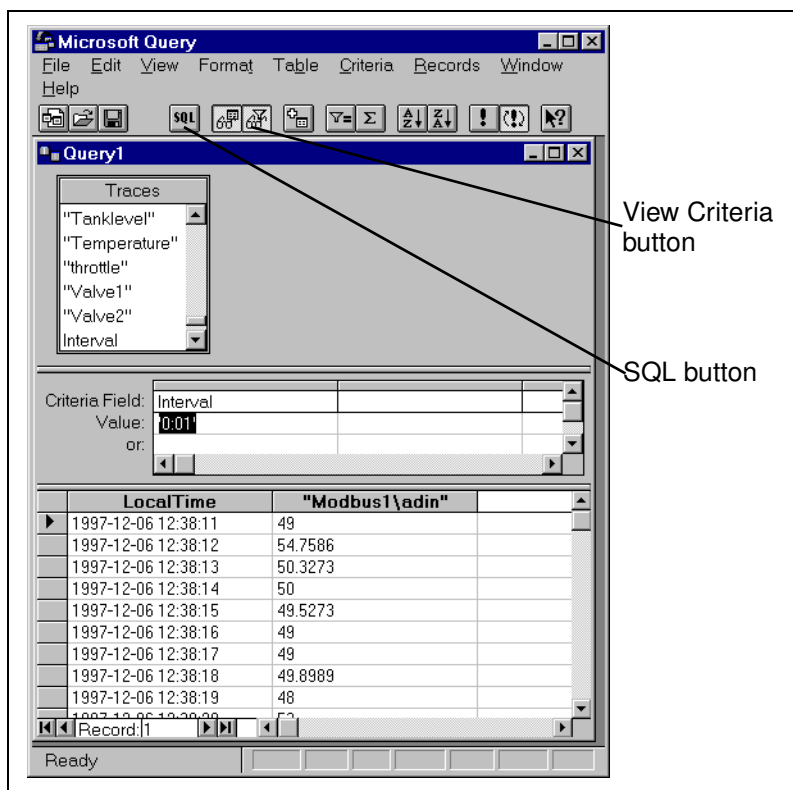 Microsoft Query
File Edit View Format Table Criteria Records Window
Help
SQL
Query1
Traces
"Tanklevel"
"Temperature"
"throttle"
"Valve1"
"Valve2"
Interval
View Criteria
button
SQL button
Criteria Field: Interval
Value: '0:01'
or:
LocalTime "Modbus1\adin"
1997-12-06 12:38:11 49
1997-12-06 12:38:12 54.7586
1997-12-06 12:38:13 50.3273
1997-12-06 12:38:14 50
1997-12-06 12:38:15 49.5273
1997-12-06 12:38:16 49
1997-12-06 12:38:17 49
1997-12-06 12:38:18 49.8989
1997-12-06 12:38:19 48
Record: 1
Ready